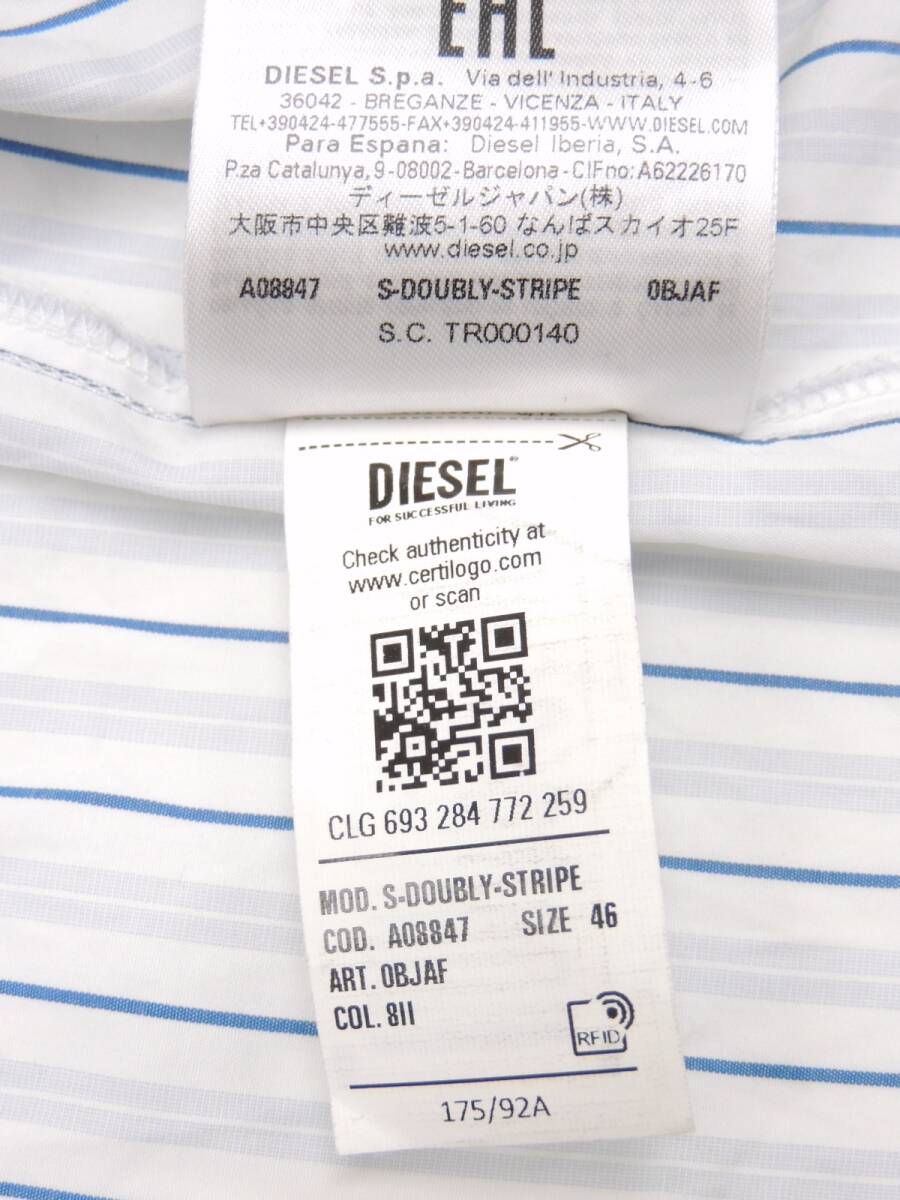 EAC
DIESEL S.p.a. Via dell' Industria, 4-6
36042 - BREGANZE - VICENZA - ITALY
TEL+390424-477555-FAX+390424-411955-WWW.DIESEL.COM
Para Espana: Diesel Iberia, S.A.
P.za Catalunya,9-08002-Barcelona-CIFno:A62226170
ディーゼルジャパン(株)
大阪市中央区難波5-1-60 なんばスカイオ25F
www.diesel.co.jp
A08847 S-DOUBLY-STRIPE 0BJAF
S.C. TR000140
DIESEL®
FOR SUCCESSFUL LIVING
Check authenticity at
www.certilogo.com
or scan
CLG 693 284 772 259
MOD. S-DOUBLY-STRIPE
COD. A08847 SIZE 46
ART. 0BJAF
COL. 8II
RFID
175/92A